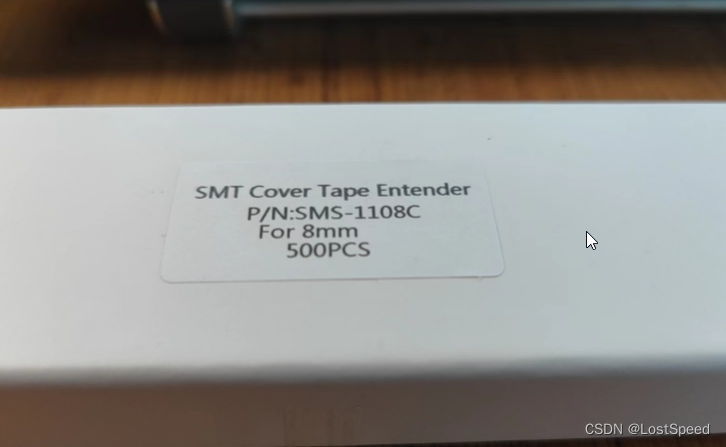 SMT Cover Tape Entender
P/N:SMS-1108C
For 8mm
500PCS
CSDN @LostSpeed